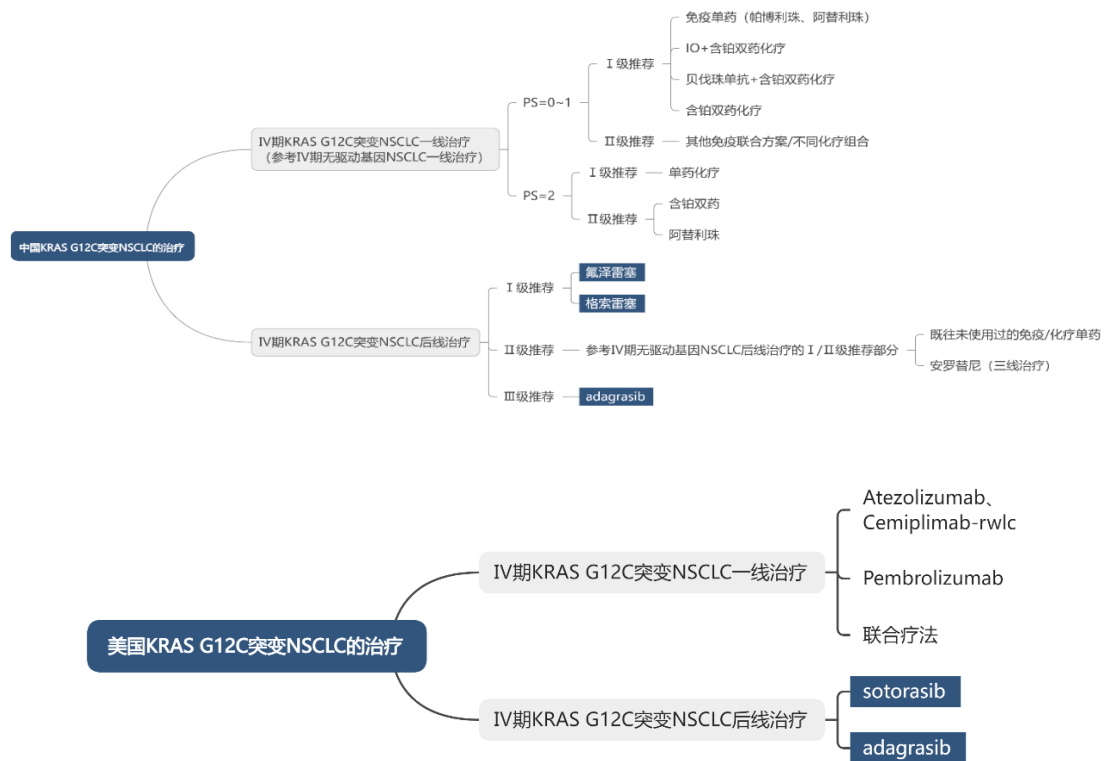 中国KRAS G12C突变NSCLC的治疗
IV期KRAS G12C突变NSCLC一线治疗
（参考IV期无驱动基因NSCLC一线治疗）
PS=0~1
Ⅰ级推荐
免疫单药（帕博利珠、阿替利珠）
IO+含铂双药化疗
贝伐珠单抗+含铂双药化疗
含铂双药化疗
Ⅱ级推荐
其他免疫联合方案/不同化疗组合
PS=2
Ⅰ级推荐
单药化疗
Ⅱ级推荐
含铂双药
阿替利珠
IV期KRAS G12C突变NSCLC后线治疗
Ⅰ级推荐
氟泽雷塞
格索雷塞
Ⅱ级推荐
参考IV期无驱动基因NSCLC后线治疗的Ⅰ/Ⅱ级推荐部分
既往未使用过的免疫/化疗单药
安罗替尼（三线治疗）
Ⅲ级推荐
adagrasib
美国KRAS G12C突变NSCLC的治疗
IV期KRAS G12C突变NSCLC一线治疗
Atezolizumab、
Cemiplimab-rwlc
Pembrolizumab
联合疗法
IV期KRAS G12C突变NSCLC后线治疗
sotorasib
adagrasib